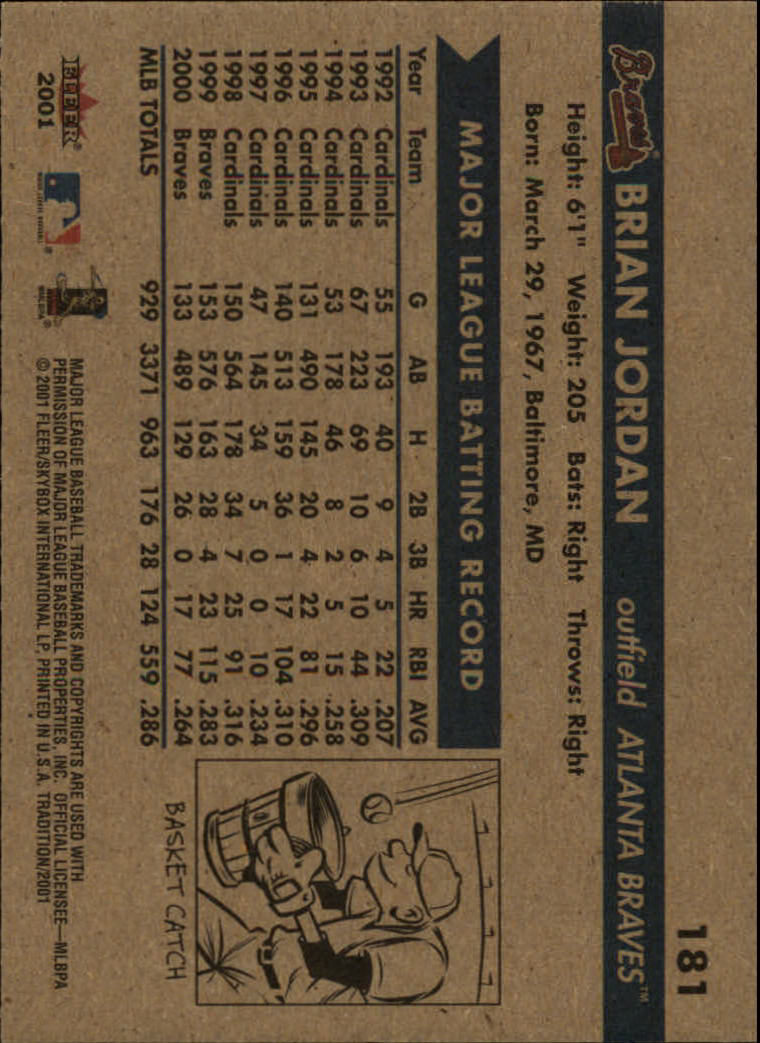 181
Braves BRIAN JORDAN outfield ATLANTA BRAVES™
Height: 6'1" Weight: 205 Bats: Right Throws: Right
Born: March 29, 1967, Baltimore, MD
MAJOR LEAGUE BATTING RECORD
Year Team G AB H 2B 3B HR RBI AVG
1992 Cardinals 55 193 40 9 4 5 22 .207
1993 Cardinals 67 223 69 10 6 10 44 .309
1994 Cardinals 53 178 46 8 2 5 15 .258
1995 Cardinals 131 490 145 20 4 22 81 .296
1996 Cardinals 140 513 159 36 1 17 104 .310
1997 Cardinals 47 145 34 5 0 0 10 .234
1998 Cardinals 150 564 178 34 7 25 91 .316
1999 Braves 153 576 163 28 4 23 115 .283
2000 Braves 133 489 129 26 0 17 77 .264
MLB TOTALS 929 3371 963 176 28 124 559 .286
BASKET CATCH
FLEER
2001
MAJOR LEAGUE BASEBALL TRADEMARKS AND COPYRIGHTS ARE USED WITH
PERMISSION OF MAJOR LEAGUE BASEBALL PROPERTIES, INC. OFFICIAL LICENSEE—MLBPA
© 2001 FLEER/SKYBOX INTERNATIONAL LP, PRINTED IN U.S.A. TRADITION/2001